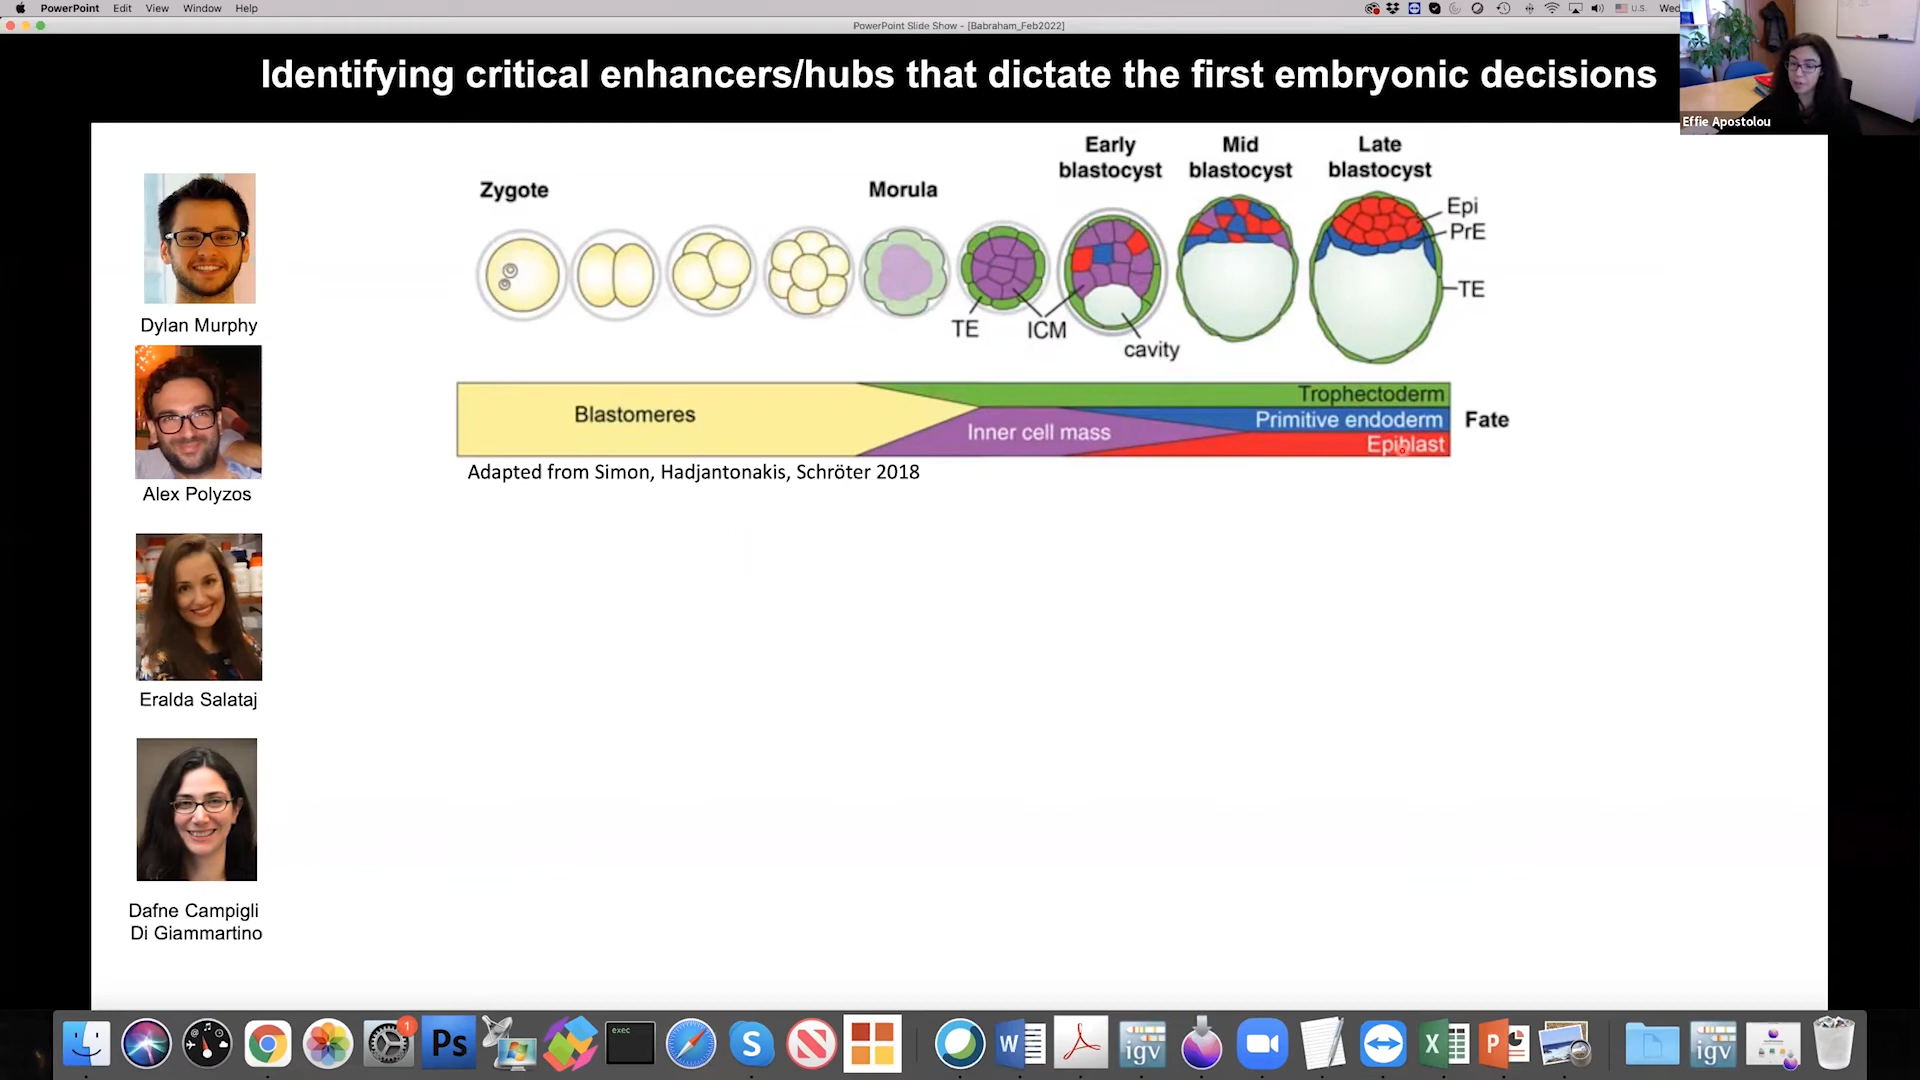 PowerPoint Edit View Window Help
U.S. Wed
PowerPoint Slide Show - [Babraham_Feb2022]
Identifying critical enhancers/hubs that dictate the first embryonic decisions
Effie Apostolou
Zygote
Morula
Early
blastocyst
Mid
blastocyst
Late
blastocyst
Epi
PrE
TE
TE
ICM
cavity
Blastomeres
Inner cell mass
Trophectoderm
Primitive endoderm
Epiblast
Fate
Adapted from Simon, Hadjantonakis, Schröter 2018
Dylan Murphy
Alex Polyzos
Eralda Salataj
Dafne Campigli
Di Giammartino
1
Ps
exec
S
N
W
igv
X
P
igv